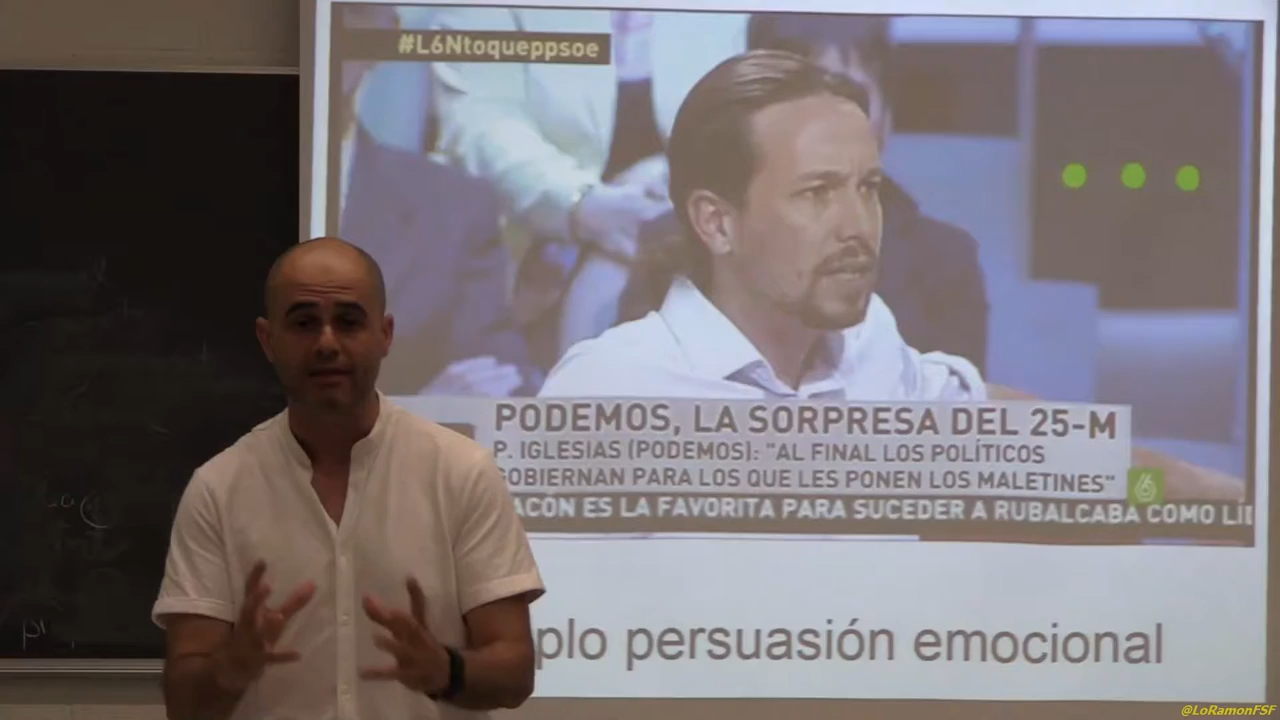 #L6Ntoqueppsoe
PODEMOS, LA SORPRESA DEL 25-M
P. IGLESIAS (PODEMOS): "AL FINAL LOS POLÍTICOS
GOBIERNAN PARA LOS QUE LES PONEN LOS MALETINES"
ACÓN ES LA FAVORITA PARA SUCEDER A RUBALCABA COMO
plo persuasión emocional
@LoRamonFSF